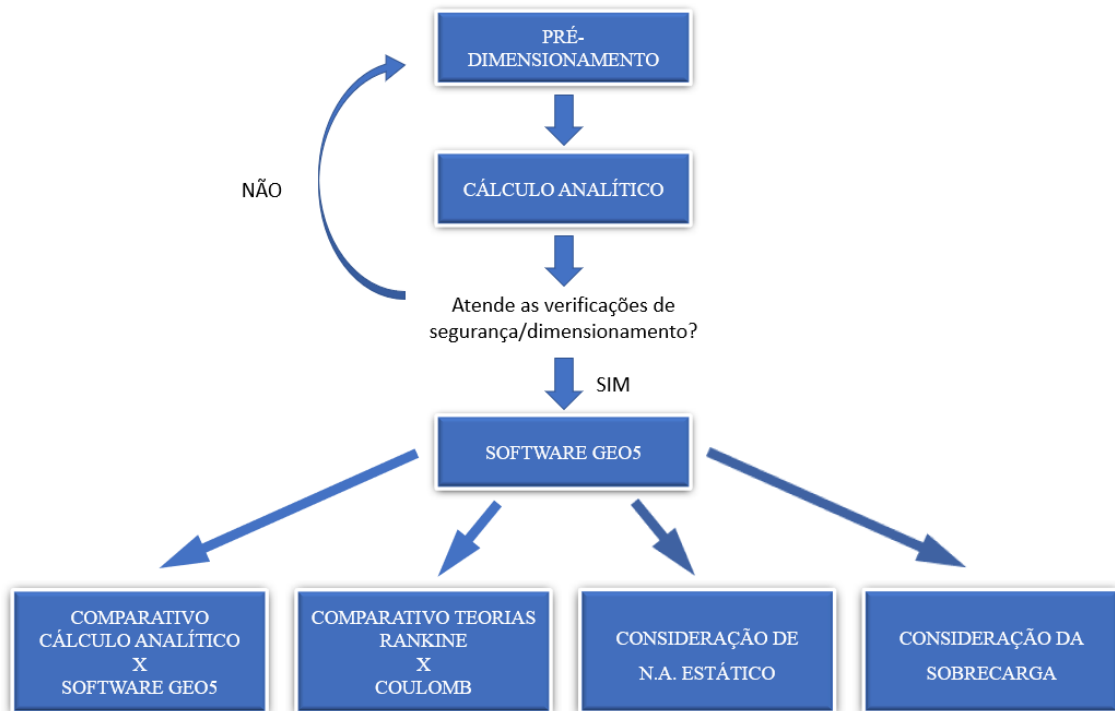 PRÉ-
DIMENSIONAMENTO
NÃO
CÁLCULO ANALÍTICO
Atende as verificações de
segurança/dimensionamento?
SIM
SOFTWARE GEO5
COMPARATIVO
CÁLCULO ANALÍTICO
X
SOFTWARE GEO5
COMPARATIVO TEORIAS
RANKINE
X
COULOMB
CONSIDERAÇÃO DE
N.A. ESTÁTICO
CONSIDERAÇÃO DA
SOBRECARGA